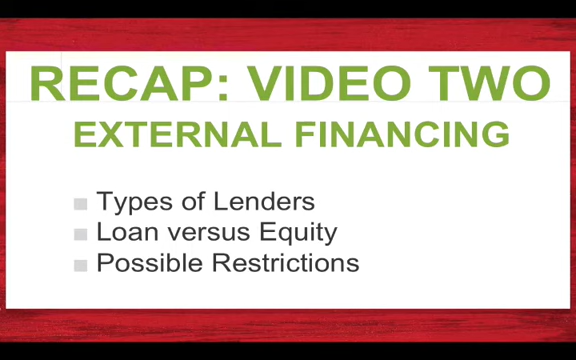 RECAP: VIDEO TWO
EXTERNAL FINANCING
Types of Lenders
Loan versus Equity
Possible Restrictions